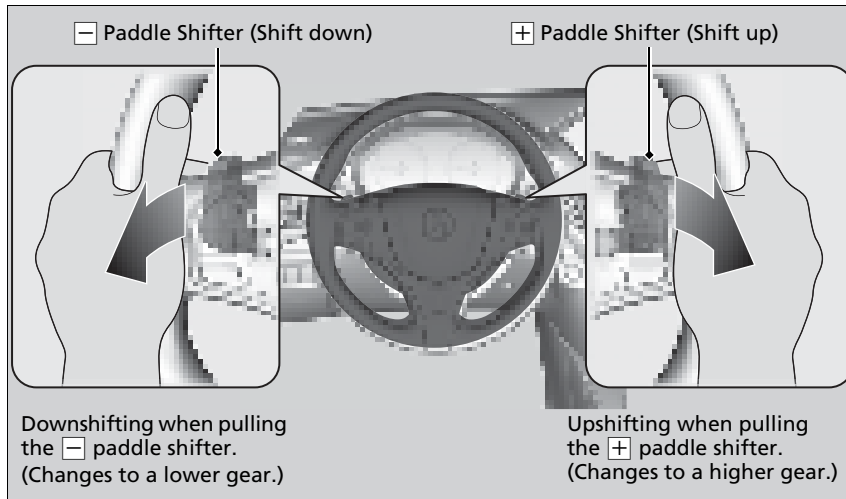 [-] Paddle Shifter (Shift down)
[+] Paddle Shifter (Shift up)
Downshifting when pulling
the [-] paddle shifter.
(Changes to a lower gear.)
Upshifting when pulling
the [+] paddle shifter.
(Changes to a higher gear.)